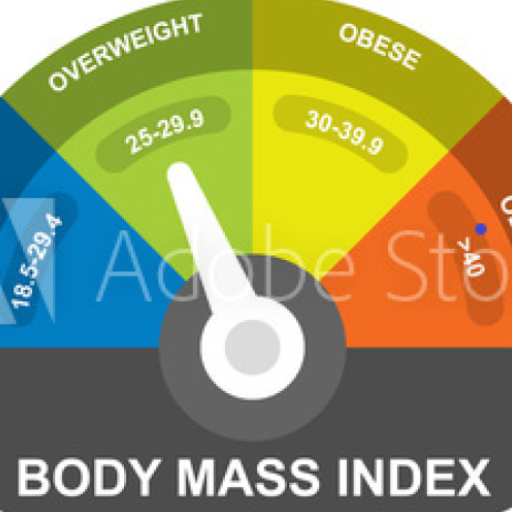 OVERWEIGHT
OBESE
25-29.9
30-39.9
18.5-29.4
>40
Adobe Sto
BODY MASS INDEX